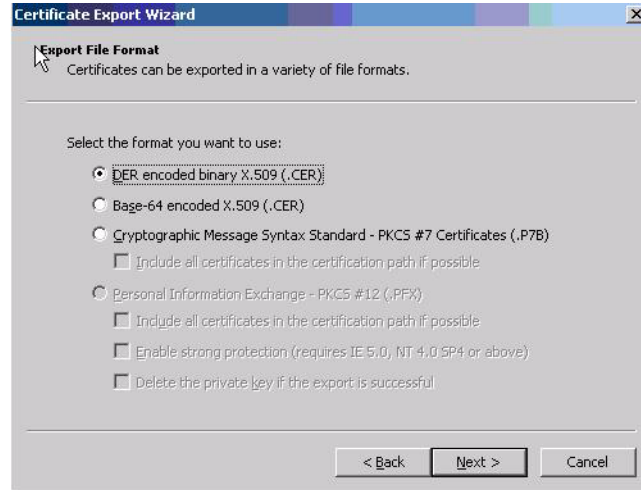 Certificate Export Wizard
Export File Format
Certificates can be exported in a variety of file formats.
Select the format you want to use:
DER encoded binary X.509 (.CER)
Base-64 encoded X.509 (.CER)
Cryptographic Message Syntax Standard - PKCS #7 Certificates (.P7B)
Include all certificates in the certification path if possible
Personal Information Exchange - PKCS #12 (.PFX)
Include all certificates in the certification path if possible
Enable strong protection (requires IE 5.0, NT 4.0 SP4 or above)
Delete the private key if the export is successful
< Back Next > Cancel